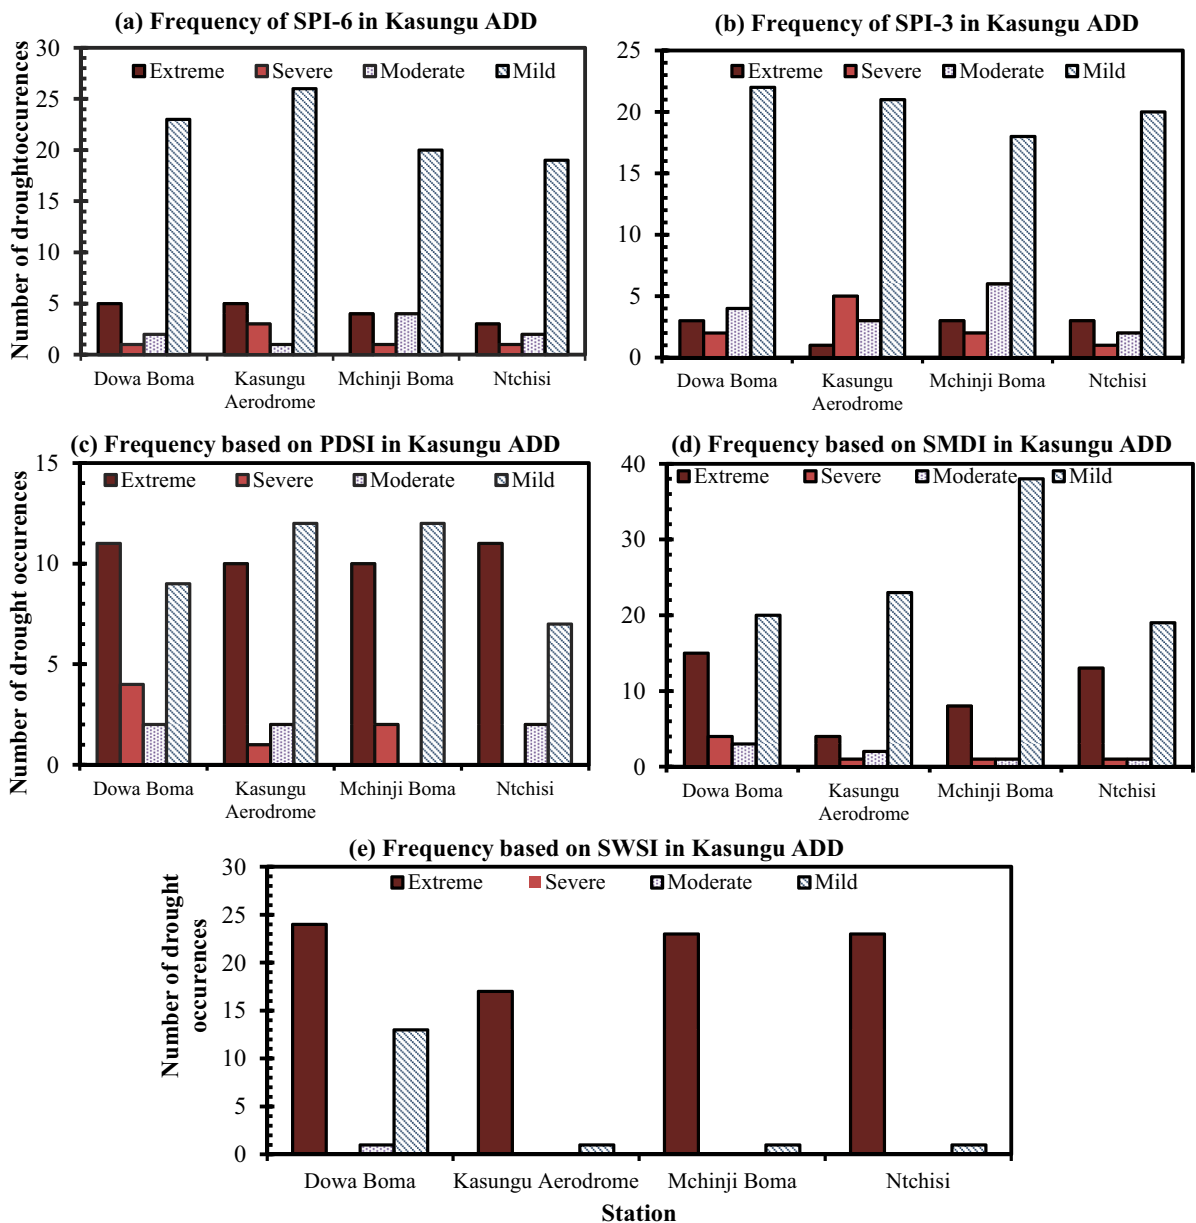 (a) Frequency of SPI-6 in Kasungu ADD
Number of droughtoccurences
30
25
20
15
10
5
0
Extreme Severe Moderate Mild
Dowa Boma Kasungu Aerodrome Mchinji Boma Ntchisi
(b) Frequency of SPI-3 in Kasungu ADD
25
20
15
10
5
0
Extreme Severe Moderate Mild
Dowa Boma Kasungu Aerodrome Mchinji Boma Ntchisi
(c) Frequency based on PDSI in Kasungu ADD
Number of drought occurences
15
10
5
0
Extreme Severe Moderate Mild
Dowa Boma Kasungu Aerodrome Mchinji Boma Ntchisi
(d) Frequency based on SMDI in Kasungu ADD
40
30
20
10
0
Extreme Severe Moderate Mild
Dowa Boma Kasungu Aerodrome Mchinji Boma Ntchisi
(e) Frequency based on SWSI in Kasungu ADD
Number of drought
occurences
30
25
20
15
10
5
0
Extreme Severe Moderate Mild
Dowa Boma Kasungu Aerodrome Mchinji Boma Ntchisi
Station